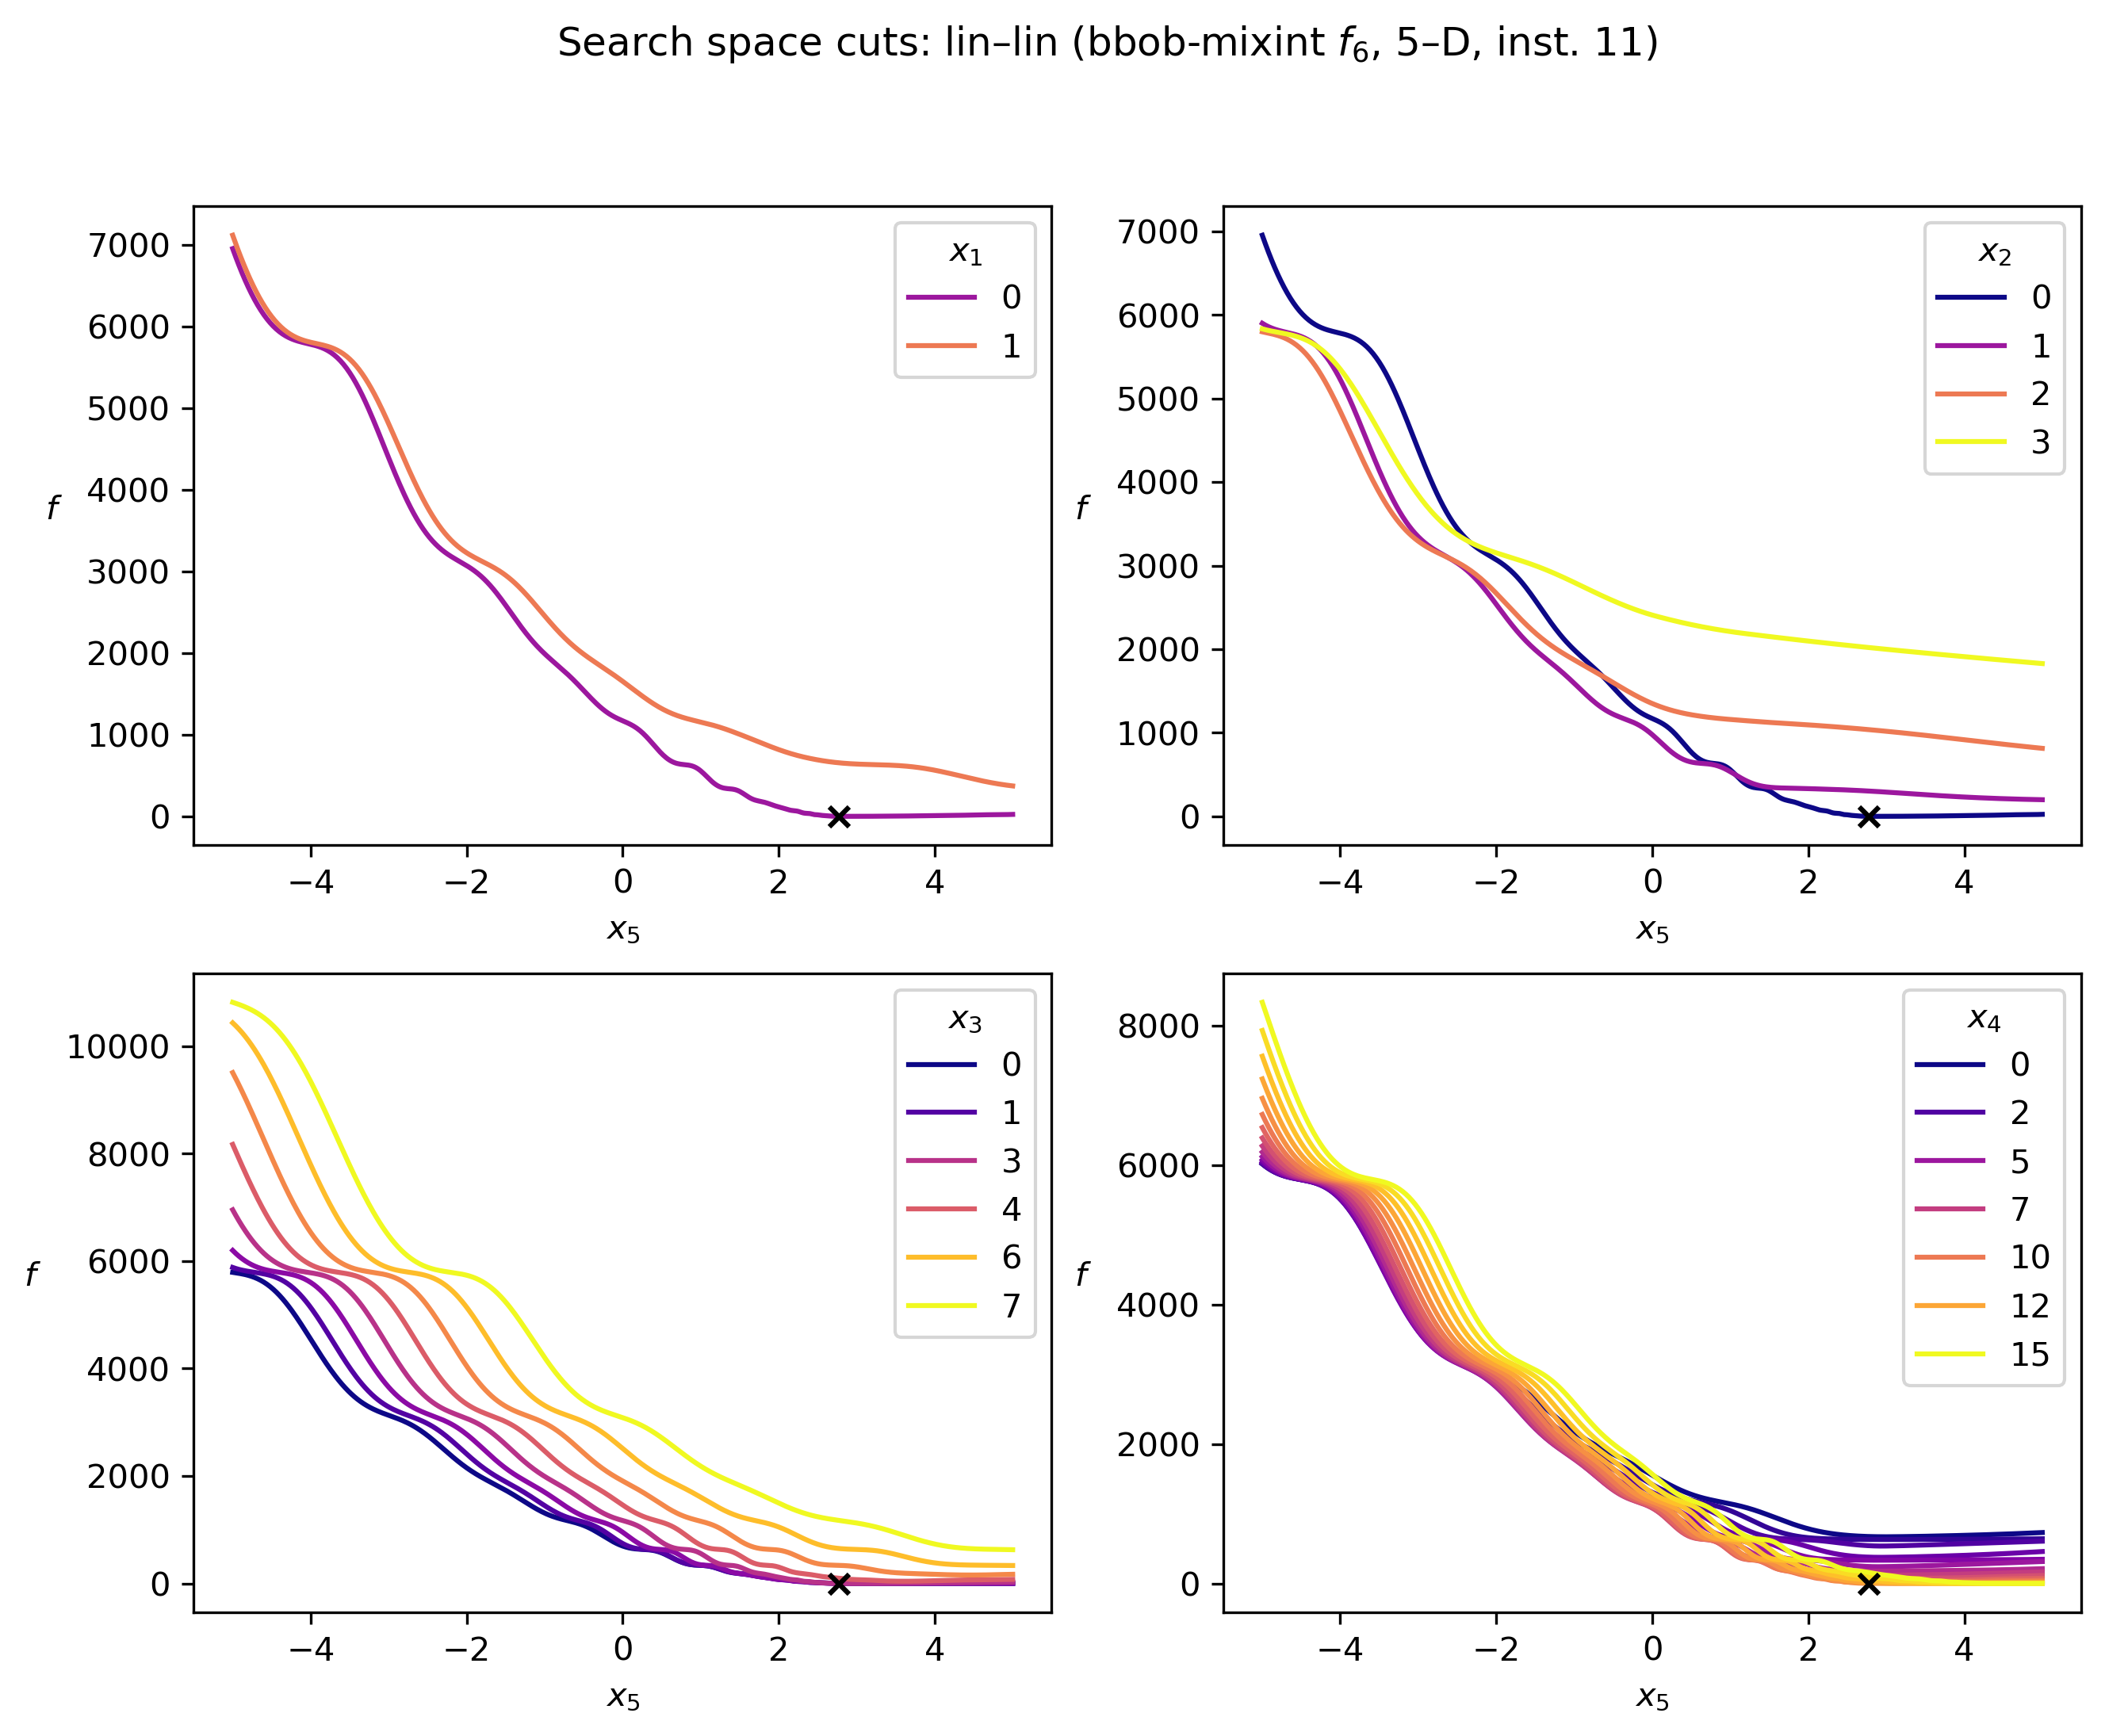 Search space cuts: lin–lin (bbob-mixint f₆, 5–D, inst. 11)
7000
6000
5000
4000
3000
2000
1000
0
f
−4 −2 0 2 4
x₅
x₁
0
1
7000
6000
5000
4000
3000
2000
1000
0
f
−4 −2 0 2 4
x₅
x₂
0
1
2
3
10000
8000
6000
4000
2000
0
f
−4 −2 0 2 4
x₅
x₃
0
1
3
4
6
7
8000
6000
4000
2000
0
f
−4 −2 0 2 4
x₅
x₄
0
2
5
7
10
12
15